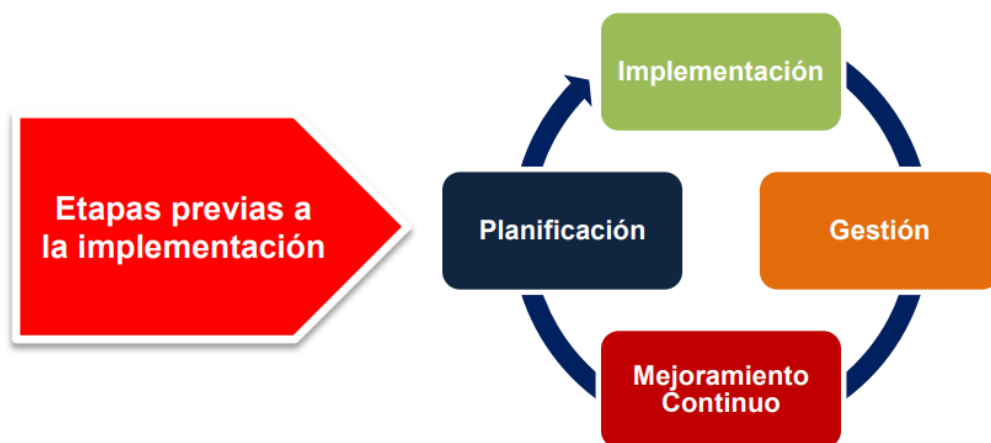 Etapas previas a
la implementación
Implementación
Planificación
Gestión
Mejoramiento
Continuo